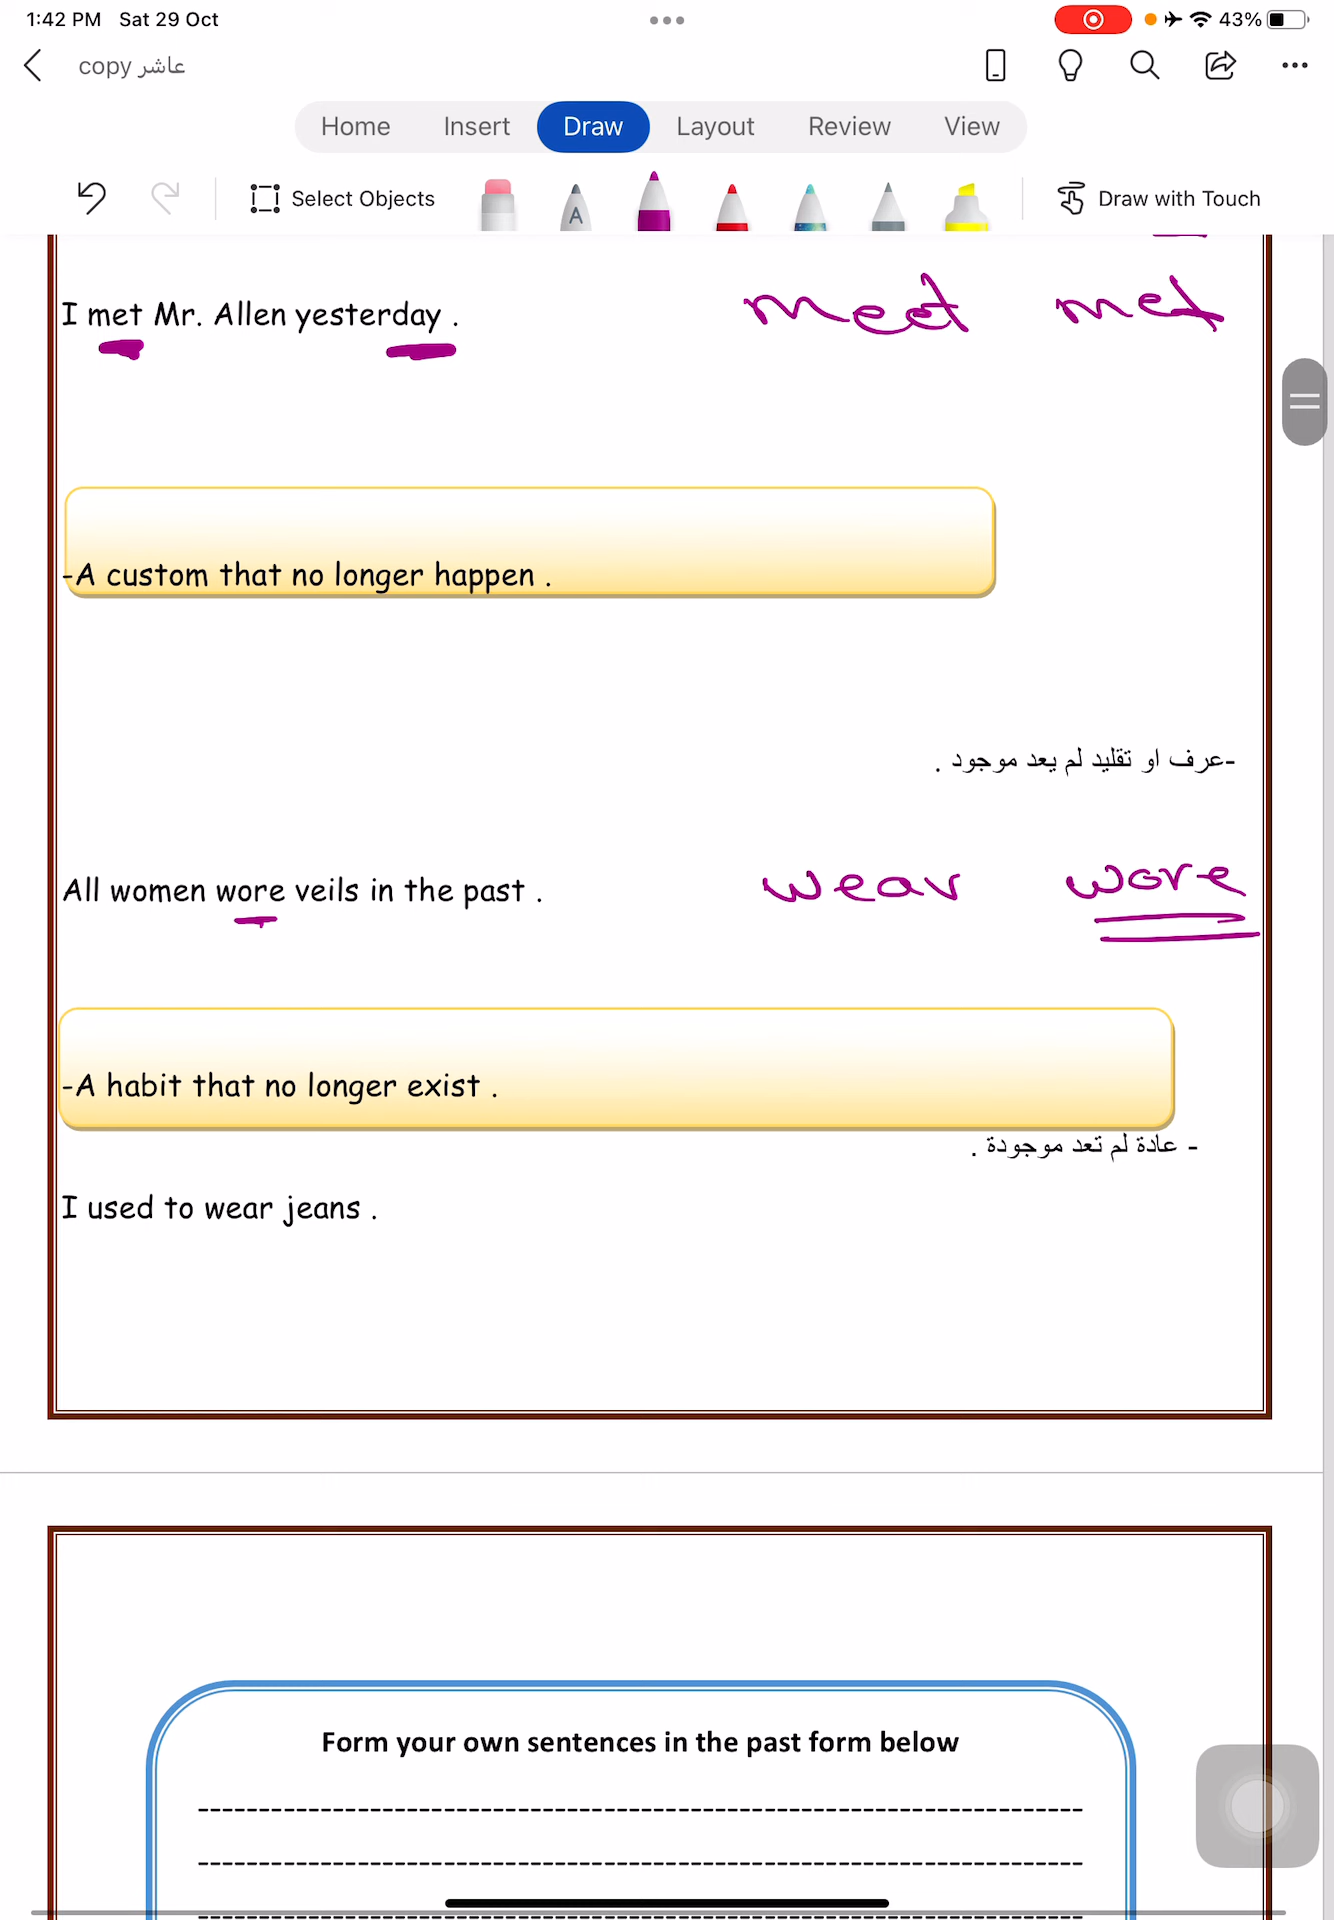 1:42 PM Sat 29 Oct
43%
copy عاشر
Home Insert Draw Layout Review View
Select Objects
A
Draw with Touch
I met Mr. Allen yesterday .
meet met
-A custom that no longer happen .
-عرف او تقليد لم يعد موجود .
All women wore veils in the past .
wear wore
-A habit that no longer exist .
- عادة لم تعد موجودة .
I used to wear jeans .
Form your own sentences in the past form below